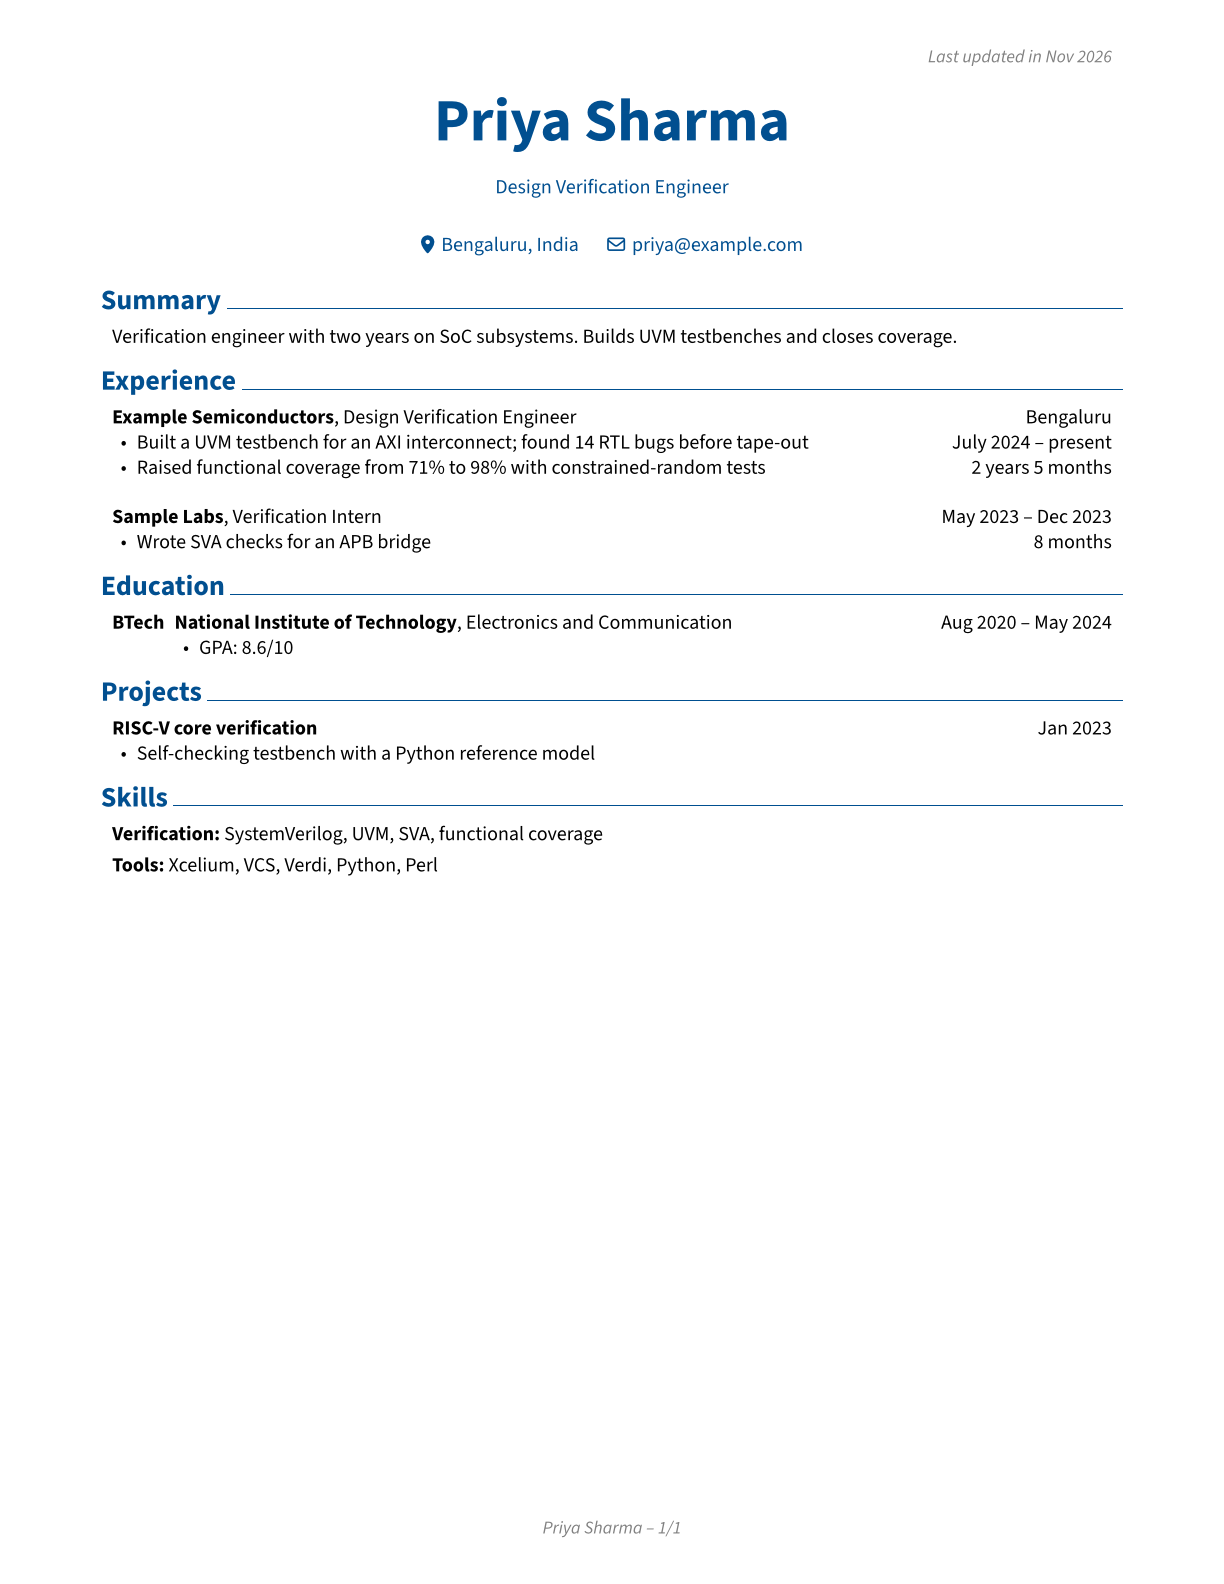 Last updated in Nov 2026
Priya Sharma
Design Verification Engineer
Bengaluru, India priya@example.com
Summary
Verification engineer with two years on SoC subsystems. Builds UVM testbenches and closes coverage.
Experience
Example Semiconductors, Design Verification Engineer Bengaluru
• Built a UVM testbench for an AXI interconnect; found 14 RTL bugs before tape-out July 2024 – present
• Raised functional coverage from 71% to 98% with constrained-random tests 2 years 5 months
Sample Labs, Verification Intern May 2023 – Dec 2023
• Wrote SVA checks for an APB bridge 8 months
Education
BTech National Institute of Technology, Electronics and Communication Aug 2020 – May 2024
• GPA: 8.6/10
Projects
RISC-V core verification Jan 2023
• Self-checking testbench with a Python reference model
Skills
Verification: SystemVerilog, UVM, SVA, functional coverage
Tools: Xcelium, VCS, Verdi, Python, Perl
Priya Sharma – 1/1